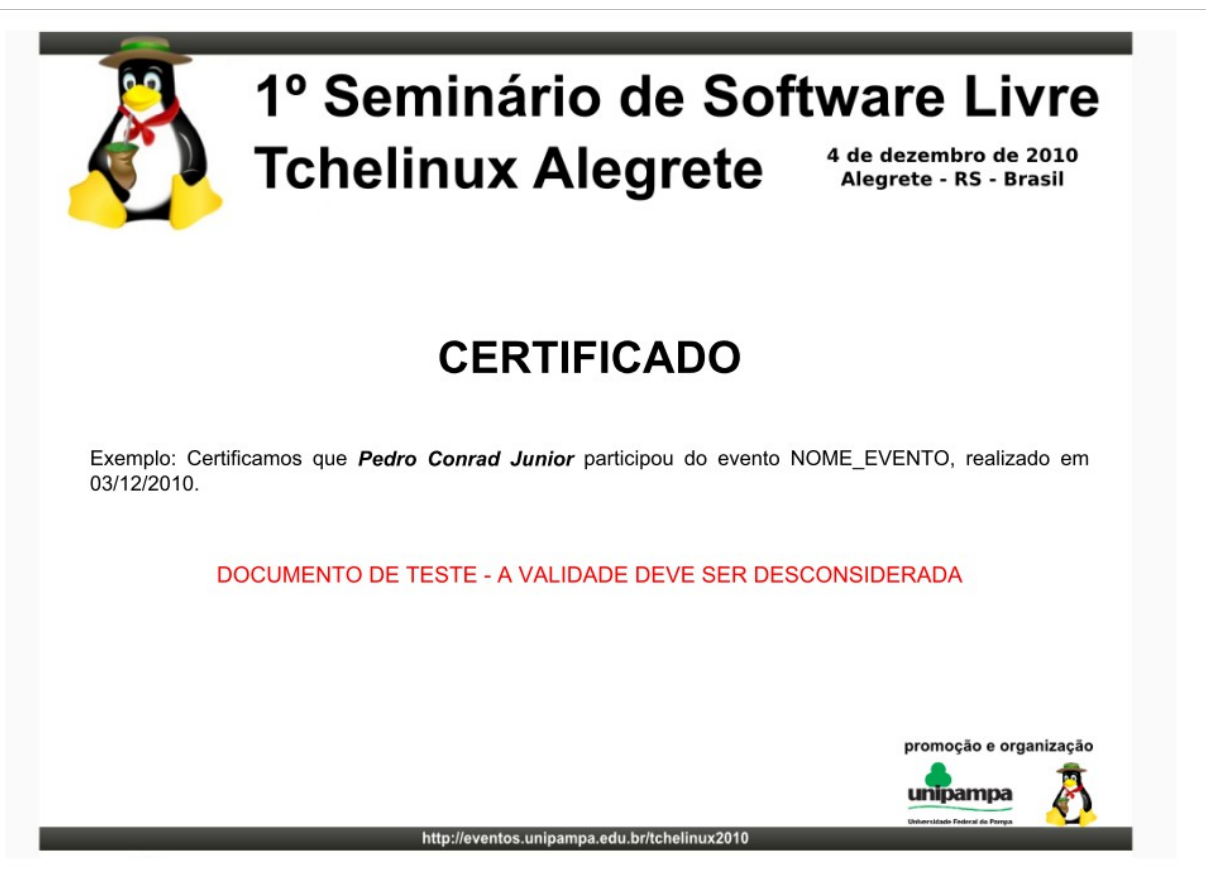 1º Seminário de Software Livre
Tchelinux Alegrete
4 de dezembro de 2010
Alegrete - RS - Brasil
CERTIFICADO
Exemplo: Certificamos que Pedro Conrad Junior participou do evento NOME_EVENTO, realizado em
03/12/2010.
DOCUMENTO DE TESTE - A VALIDADE DEVE SER DESCONSIDERADA
promoção e organização
unipampa
Universidade Federal do Pampa
http://eventos.unipampa.edu.br/tchelinux2010